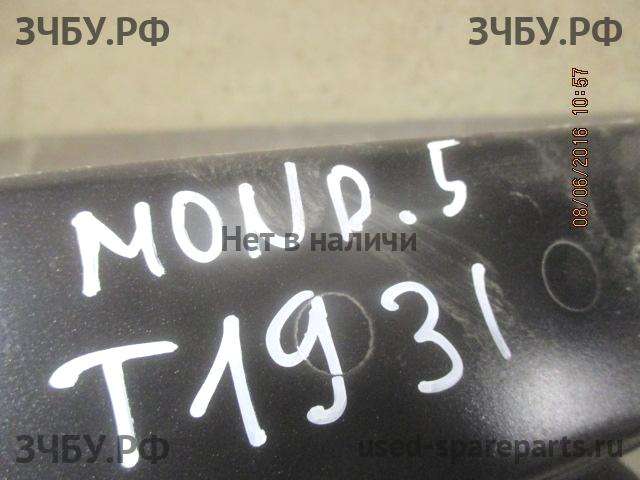 ЗЧБУ.РФ ЗЧБУ.РФ
08/06/2016 10:57
MOND.5
Нет в наличи
T1931
ЗЧБУ.РФ used-spareparts.ru